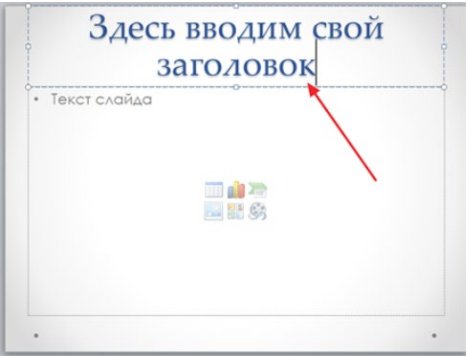 Здесь вводим свой
заголовок
• Текст слайда